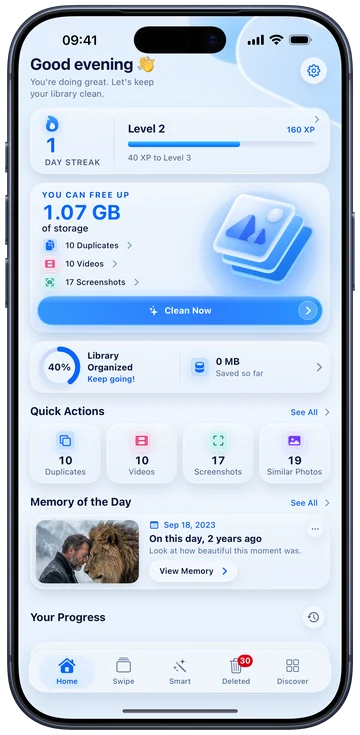 09:41
Good evening 👋
You're doing great. Let's keep
your library clean.
1
DAY STREAK
Level 2
160 XP
40 XP to Level 3
YOU CAN FREE UP
1.07 GB
of storage
10 Duplicates
10 Videos
17 Screenshots
Clean Now
40%
Library
Organized
Keep going!
0 MB
Saved so far
Quick Actions
See All
10
Duplicates
10
Videos
17
Screenshots
19
Similar Photos
Memory of the Day
See All
Sep 18, 2023
On this day, 2 years ago
Look at how beautiful this moment was.
View Memory
Your Progress
Home
Swipe
Smart
30
Deleted
Discover